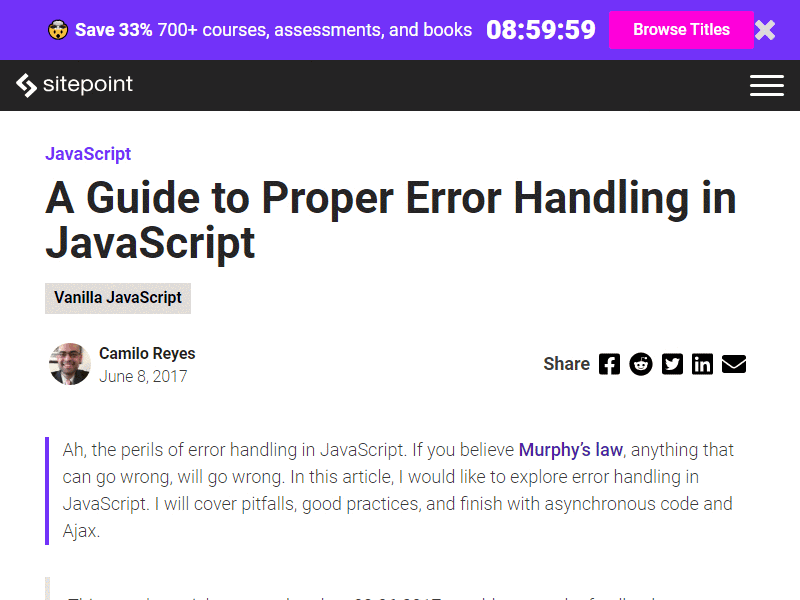 Save 33% 700+ courses, assessments, and books 08:59:59 Browse Titles
sitepoint
JavaScript
A Guide to Proper Error Handling in
JavaScript
Vanilla JavaScript
Camilo Reyes
June 8, 2017
Share
Ah, the perils of error handling in JavaScript. If you believe Murphy’s law, anything that
can go wrong, will go wrong. In this article, I would like to explore error handling in
JavaScript. I will cover pitfalls, good practices, and finish with asynchronous code and
Ajax.